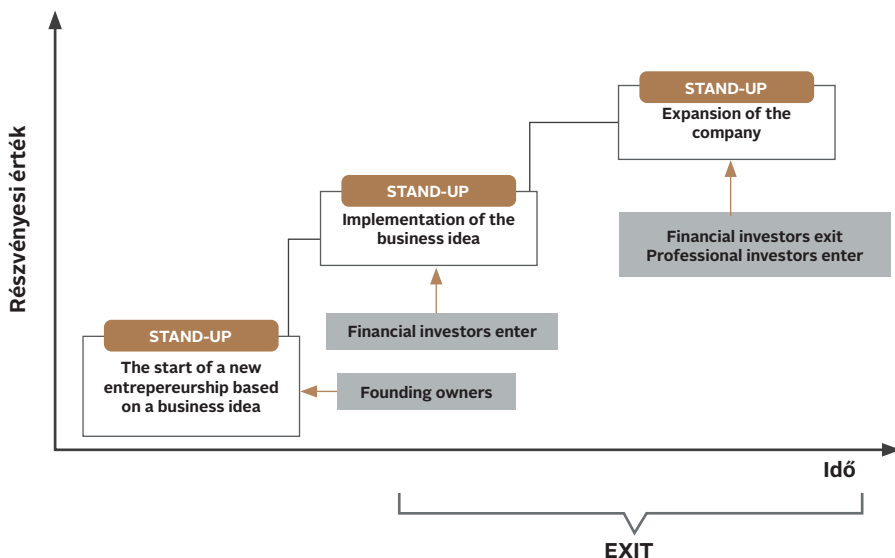 Részvényesi érték
STAND-UP
Expansion of the
company
STAND-UP
Implementation of the
business idea
Financial investors exit
Professional investors enter
STAND-UP
The start of a new
entrepereurship based
on a business idea
Financial investors enter
Founding owners
Idő
EXIT